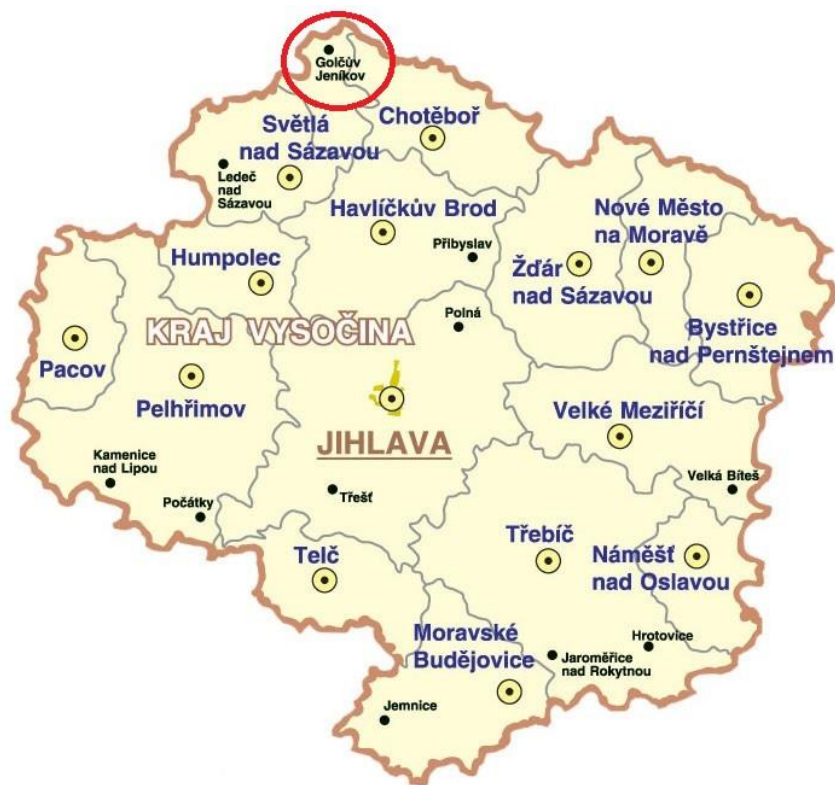 Golčův
Jeníkov
Chotěboř
Světlá
nad Sázavou
Ledeč
nad
Sázavou
Havlíčkův Brod
Nové Město
na Moravě
Přibyslav
Humpolec
Žďár
nad Sázavou
Polná
KRAJ VYSOČINA
Bystřice
nad Pernštejnem
Pacov
Pelhřimov
Velké Meziříčí
JIHLAVA
Kamenice
nad Lipou
Velká Bíteš
Třešť
Počátky
Třebíč
Telč
Náměšť
nad Oslavou
Moravské
Budějovice
Hrotovice
Jaroměřice
nad Rokytnou
Jemnice